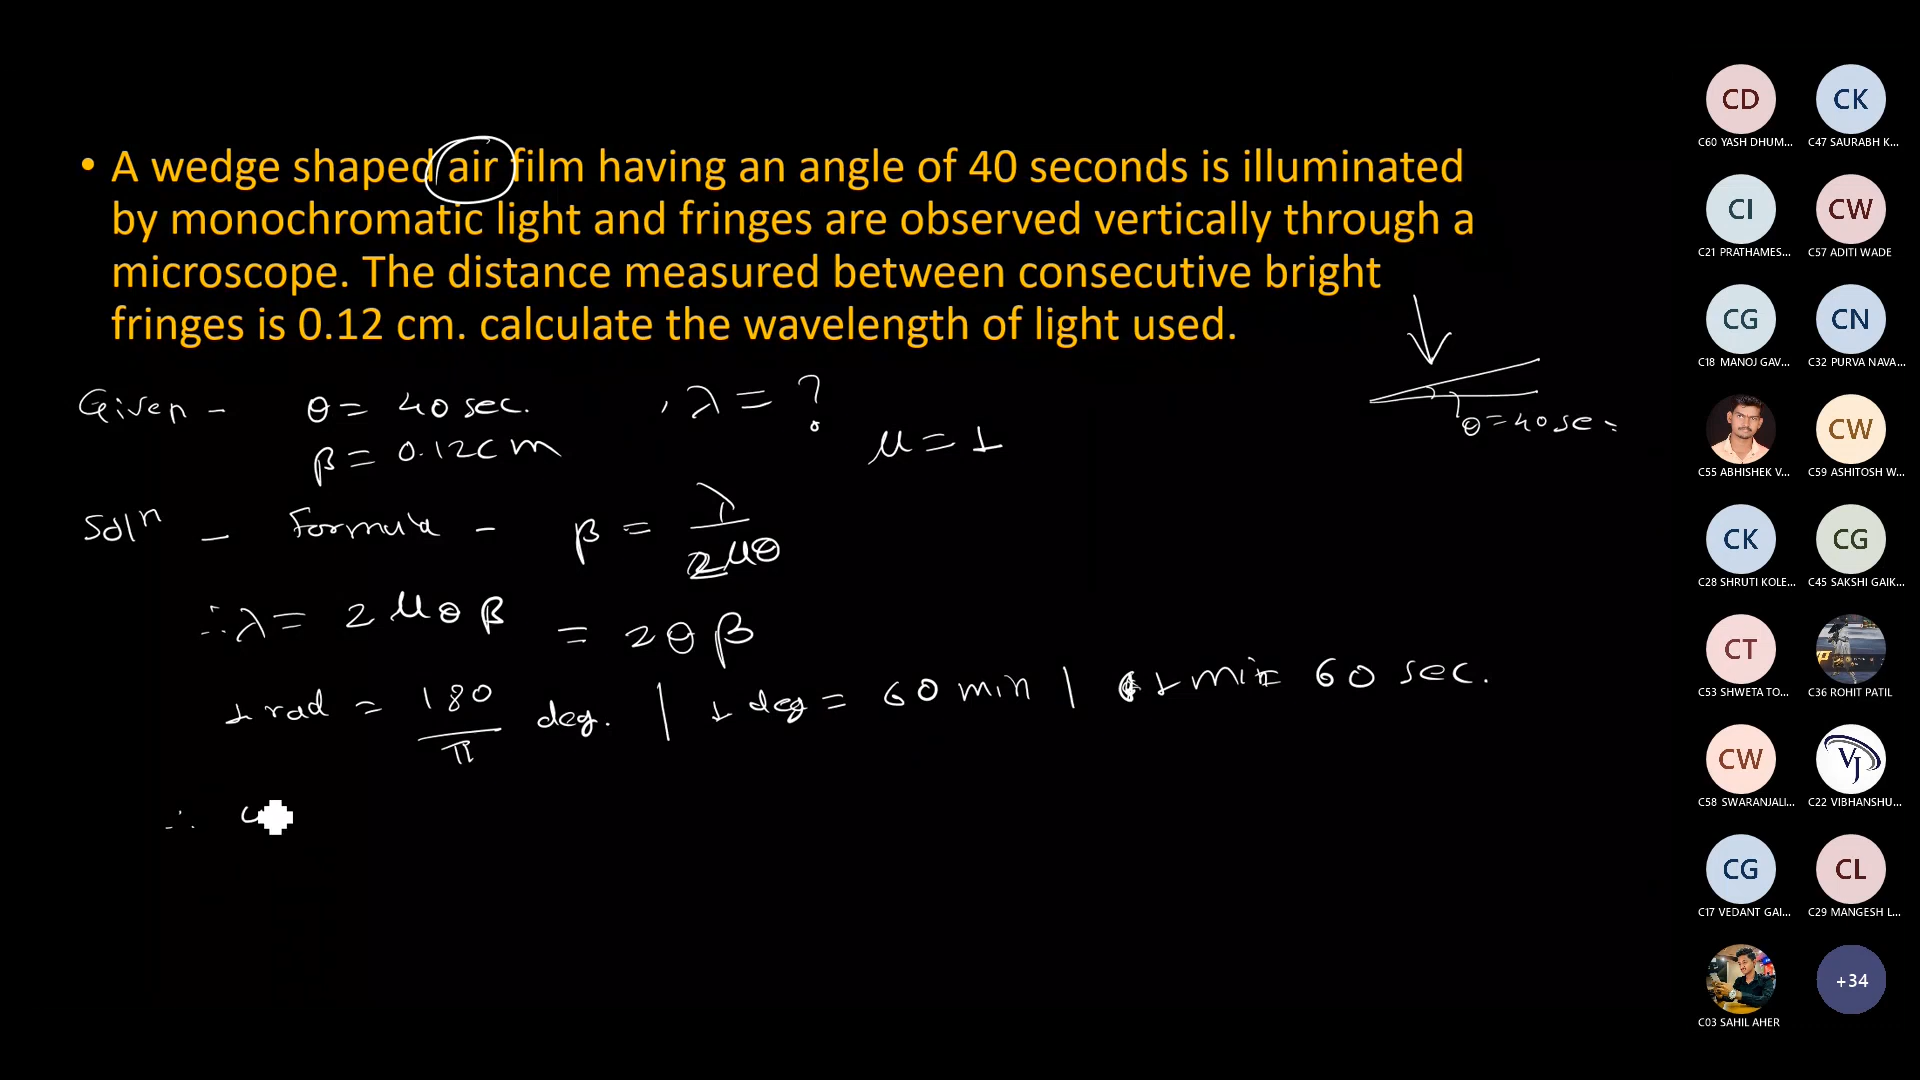 • A wedge shaped air film having an angle of 40 seconds is illuminated
by monochromatic light and fringes are observed vertically through a
microscope. The distance measured between consecutive bright
fringes is 0.12 cm. calculate the wavelength of light used.
θ = 40 sec
Given - θ = 40 sec. , λ = ?
β = 0.12 cm μ = 1
Solⁿ - Formula - β = λ / 2μθ
∴ λ = 2μθβ = 2θβ
1 rad = 180/π deg. | 1 deg = 60 min | 1 min = 60 sec.
∴
CD CK
C60 YASH DHUM... C47 SAURABH K...
CI CW
C21 PRATHAMES... C57 ADITI WADE
CG CN
C18 MANOJ GAV... C32 PURVA NAVA...
CW
C55 ABHISHEK V... C59 ASHITOSH W...
CK CG
C28 SHRUTI KOLE... C45 SAKSHI GAIK...
CT
C53 SHWETA TO... C36 ROHIT PATIL
CW VJ
C58 SWARANJALI... C22 VIBHANSHU...
CG CL
C17 VEDANT GAI... C29 MANGESH L...
+34
C03 SAHIL AHER